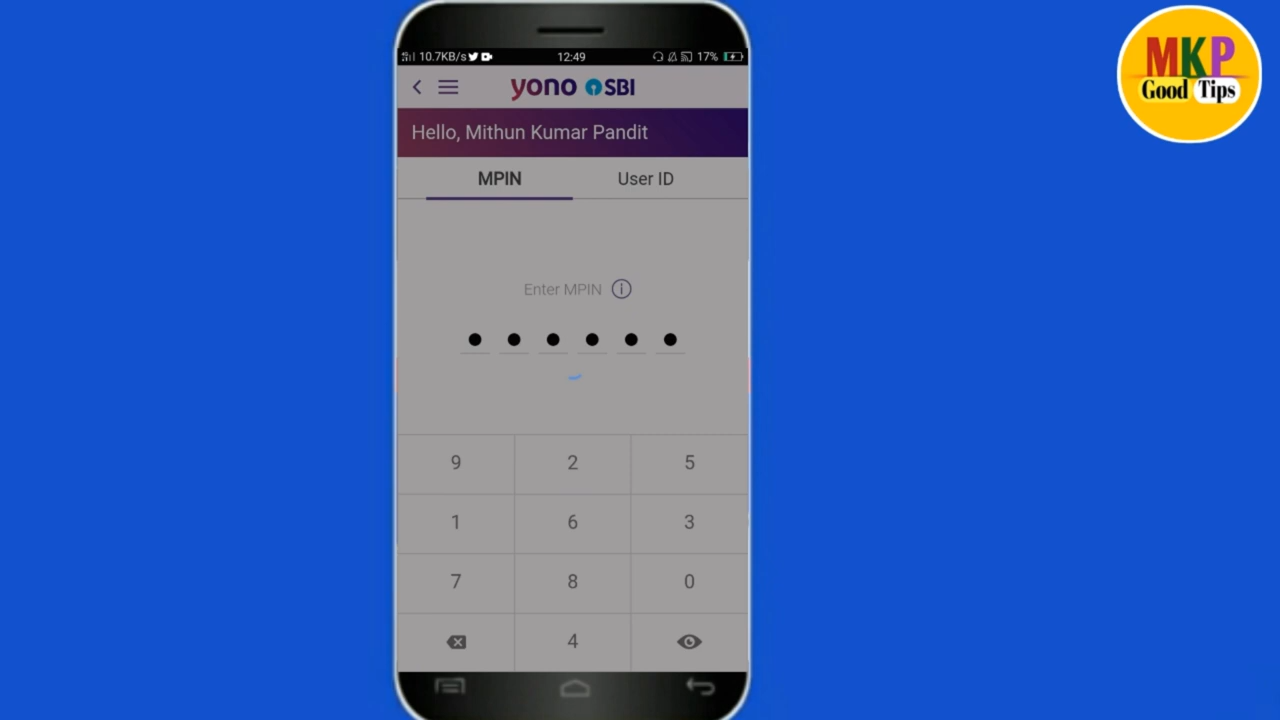 10.7KB/s 12:49 17%
yono SBI
Hello, Mithun Kumar Pandit
MPIN User ID
Enter MPIN
9 2 5
1 6 3
7 8 0
4
MKP
Good Tips